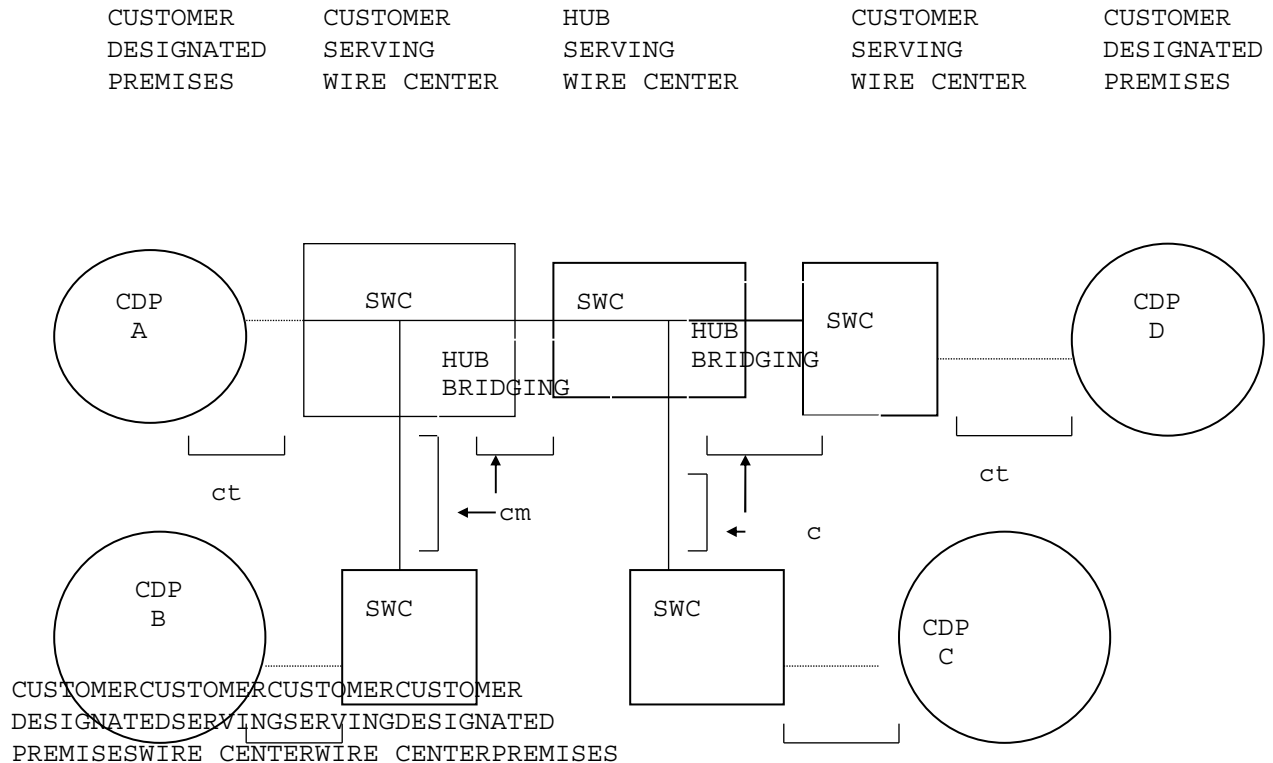 CUSTOMER CUSTOMER HUB CUSTOMER CUSTOMER
DESIGNATED SERVING SERVING SERVING DESIGNATED
PREMISES WIRE CENTER WIRE CENTER WIRE CENTER PREMISES
CDP
A
SWC
HUB
BRIDGING
SWC
HUB
BRIDGING
SWC
CDP
D
ct
cm
c
ct
CDP
B
SWC
SWC
CDP
C
CUSTOMERCUSTOMERCUSTOMERCUSTOMER
DESIGNATEDSERVINGSERVINGDESIGNATED
PREMISESWIRE CENTERWIRE CENTERPREMISES